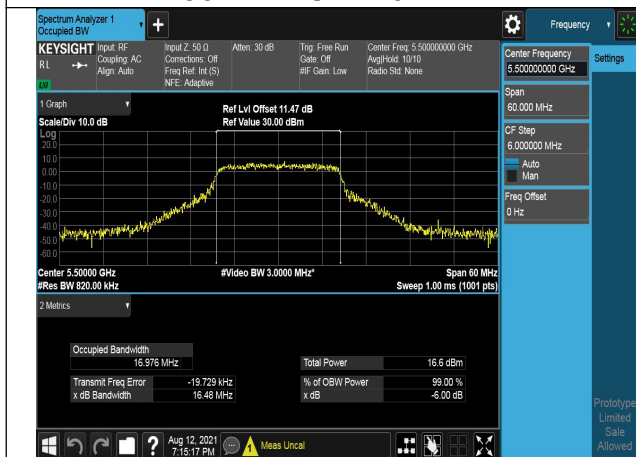 Spectrum Analyzer 1
Occupied BW
+
Frequency
KEYSIGHT
RL
LXI
Input: RF
Coupling: AC
Align: Auto
Input Z: 50 Ω
Corrections: Off
Freq Ref: Int (S)
NFE: Adaptive
Atten: 30 dB
Trig: Free Run
Gate: Off
#IF Gain: Low
Center Freq: 5.500000000 GHz
Avg|Hold: 10/10
Radio Std: None
Center Frequency
5.500000000 GHz
Settings
Span
60.000 MHz
CF Step
6.000000 MHz
Auto
Man
Freq Offset
0 Hz
1 Graph
Scale/Div 10.0 dB
Ref Lvl Offset 11.47 dB
Ref Value 30.00 dBm
Log
20.0
10.0
0.00
-10.0
-20.0
-30.0
-40.0
-50.0
-60.0
Center 5.50000 GHz
#Video BW 3.0000 MHz*
Span 60 MHz
#Res BW 820.00 kHz
Sweep 1.00 ms (1001 pts)
2 Metrics
Occupied Bandwidth
16.976 MHz
Total Power 16.6 dBm
Transmit Freq Error -19.729 kHz
% of OBW Power 99.00 %
x dB Bandwidth 16.48 MHz
x dB -6.00 dB
Prototype
Limited
Sale
Allowed
?
Aug 12, 2021
7:15:17 PM
Meas Uncal